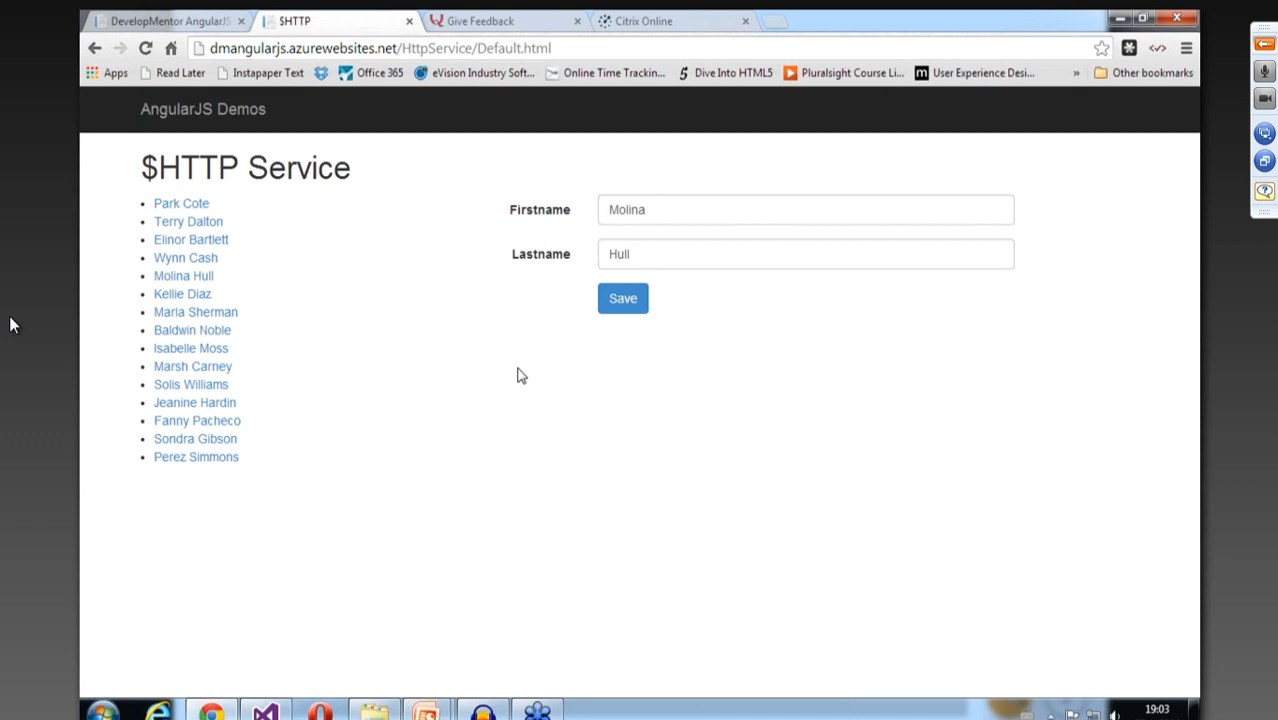 DevelopMentor AngularJS
$HTTP
Give Feedback
Citrix Online
dmangularjs.azurewebsites.net/HttpService/Default.html
Apps
Read Later
Instapaper Text
Office 365
eVision Industry Soft...
Online Time Trackin...
Dive Into HTML5
Pluralsight Course Li...
User Experience Desi...
»
Other bookmarks
AngularJS Demos
$HTTP Service
Park Cote
Terry Dalton
Elinor Bartlett
Wynn Cash
Molina Hull
Kellie Diaz
Marla Sherman
Baldwin Noble
Isabelle Moss
Marsh Carney
Solis Williams
Jeanine Hardin
Fanny Pacheco
Sondra Gibson
Perez Simmons
Firstname
Molina
Lastname
Hull
Save
19:03